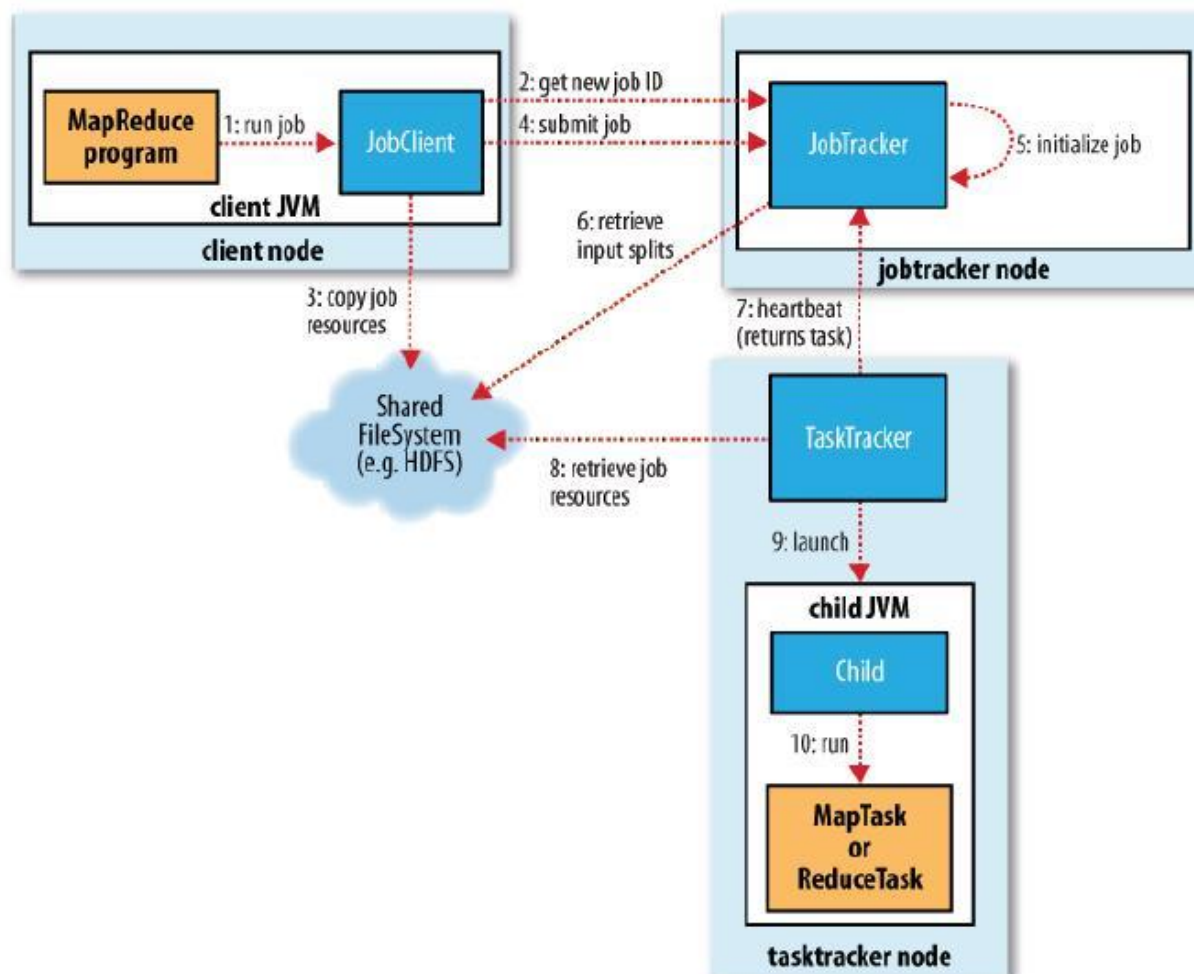 MapReduce
program
1: run job
JobClient
client JVM
client node
2: get new job ID
4: submit job
JobTracker
5: initialize job
jobtracker node
3: copy job
resources
6: retrieve
input splits
7: heartbeat
(returns task)
Shared
FileSystem
(e.g. HDFS)
8: retrieve job
resources
TaskTracker
9: launch
child JVM
Child
10: run
MapTask
or
ReduceTask
tasktracker node